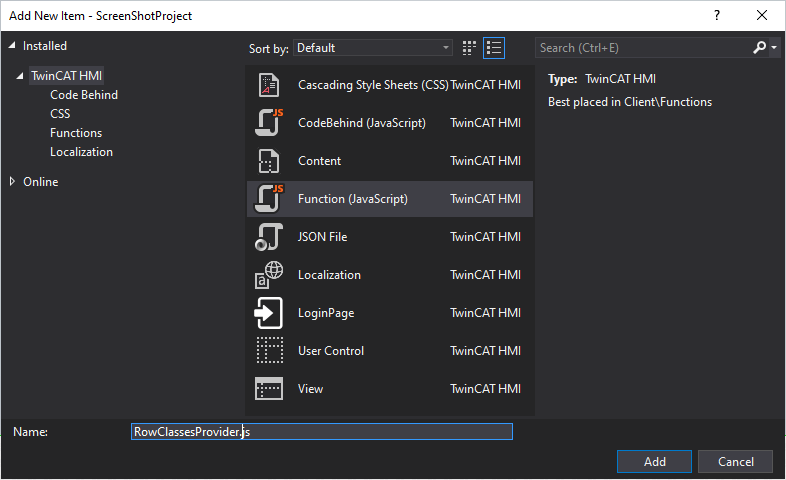 Add New Item - ScreenShotProject
?
Installed
TwinCAT HMI
Code Behind
CSS
Functions
Localization
Online
Sort by: Default
Search (Ctrl+E)
Cascading Style Sheets (CSS) TwinCAT HMI
CodeBehind (JavaScript) TwinCAT HMI
Content TwinCAT HMI
Function (JavaScript) TwinCAT HMI
JSON File TwinCAT HMI
Localization TwinCAT HMI
LoginPage TwinCAT HMI
User Control TwinCAT HMI
View TwinCAT HMI
Type: TwinCAT HMI
Best placed in Client\Functions
Name: RowClassesProvider.js
Add Cancel